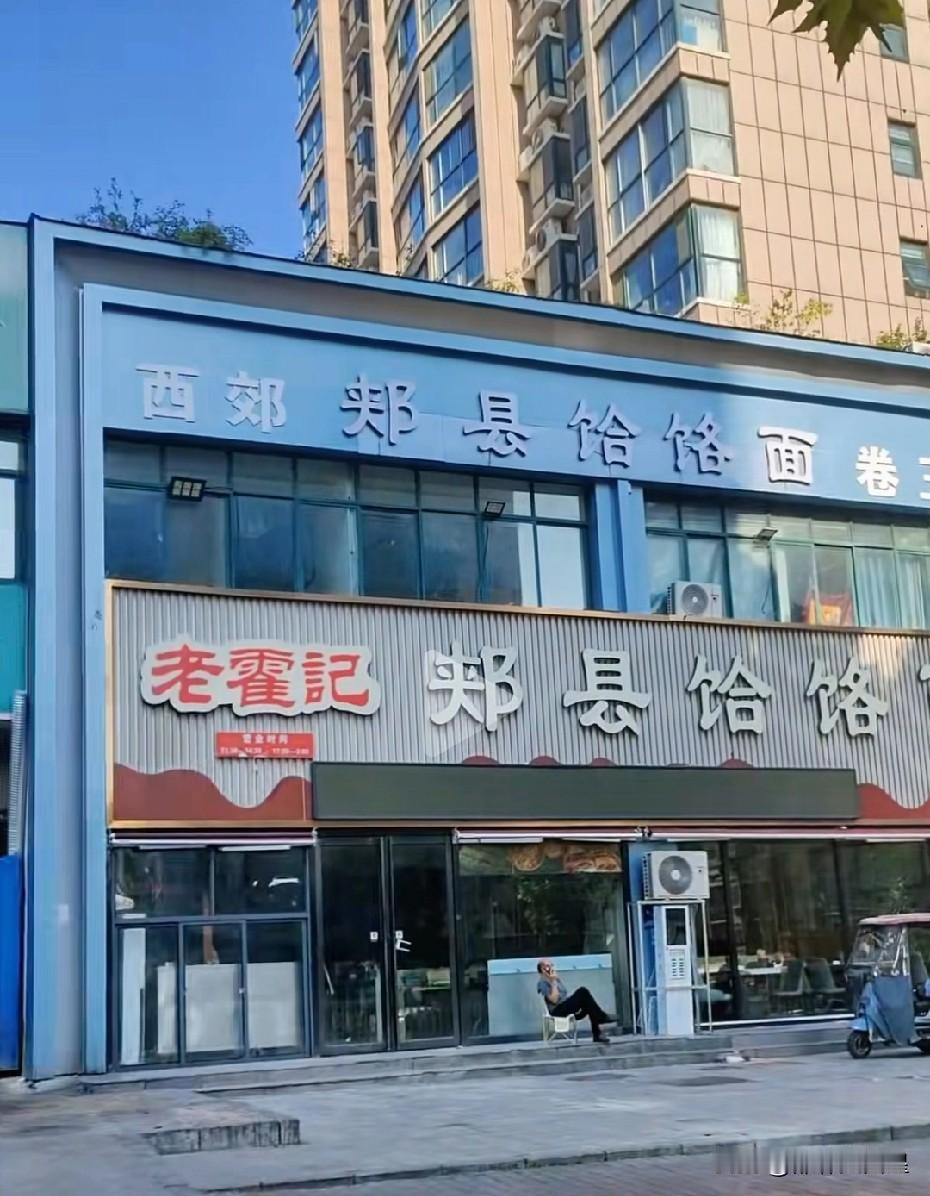 西郊 郏县饸饹面 卷
老霍記 郏县饸饹
营业时间